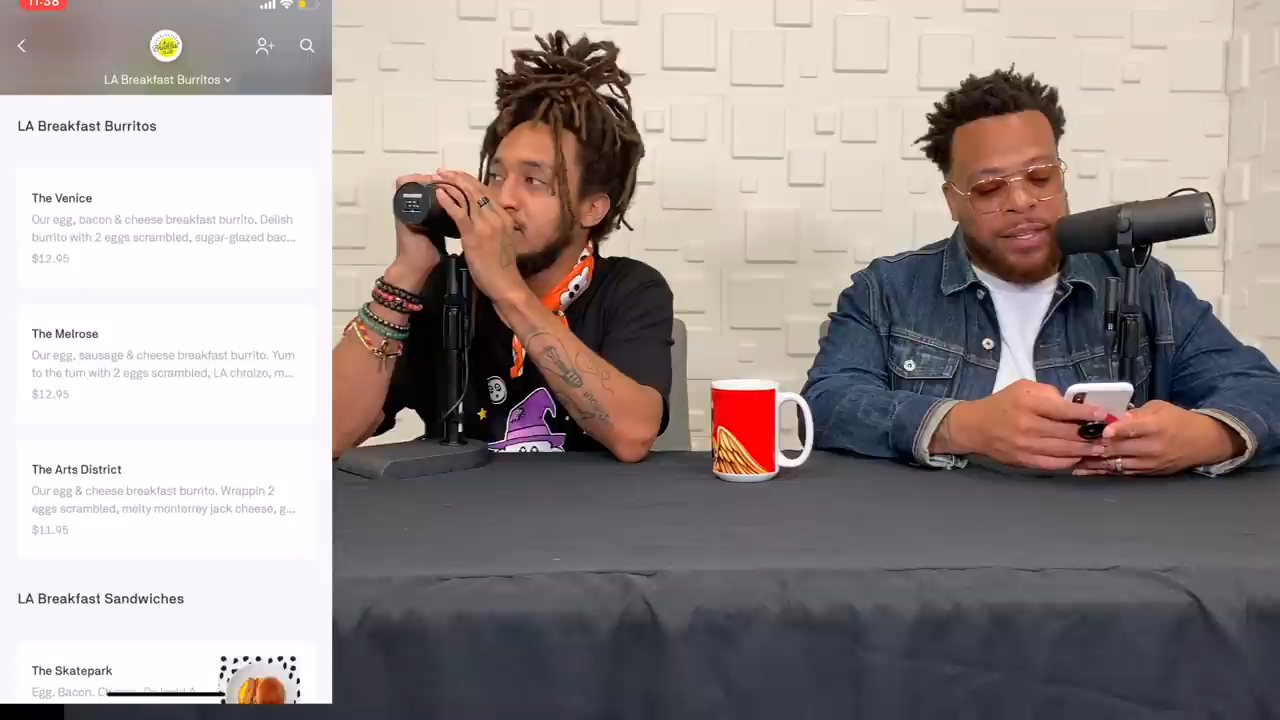 11:38
LA Breakfast Burritos
LA Breakfast Burritos
The Venice
Our egg, bacon & cheese breakfast burrito. Delish
burrito with 2 eggs scrambled, sugar-glazed bac...
$12.95
The Melrose
Our egg, sausage & cheese breakfast burrito. Yum
to the tum with 2 eggs scrambled, LA chroizo, m...
$12.95
The Arts District
Our egg & cheese breakfast burrito. Wrappin 2
eggs scrambled, melty monterrey jack cheese, g...
$11.95
LA Breakfast Sandwiches
The Skatepark
Egg. Bacon.